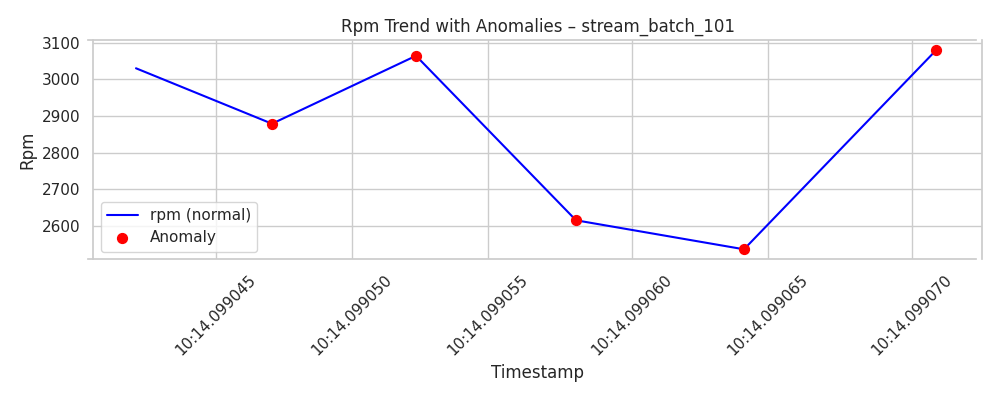 Rpm Trend with Anomalies – stream_batch_101
Rpm
3100
3000
2900
2800
2700
2600
rpm (normal)
Anomaly
10:14.099045
10:14.099050
10:14.099055
10:14.099060
10:14.099065
10:14.099070
Timestamp